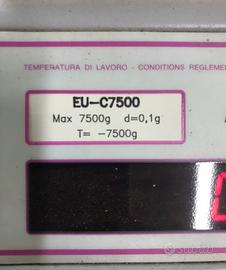 TEMPERATURA DI LAVORO - CONDITIONS REGLEME
EU-C7500
Max 7500g d=0,1g
T= -7500g